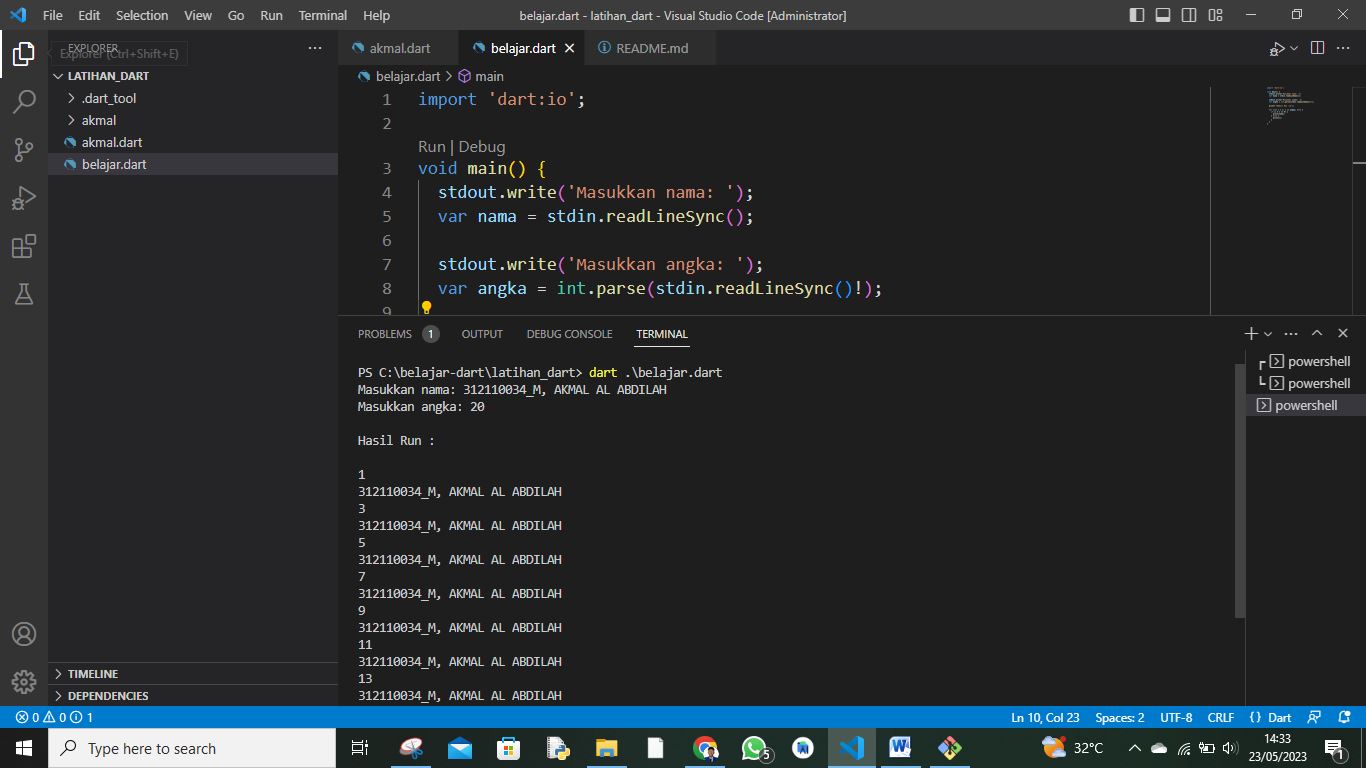 File Edit Selection View Go Run Terminal Help belajar.dart - latihan_dart - Visual Studio Code [Administrator]
EXPLORER
Explorer (Ctrl+Shift+E)
LATIHAN_DART
.dart_tool
akmal
akmal.dart
belajar.dart
TIMELINE
DEPENDENCIES
akmal.dart belajar.dart README.md
belajar.dart > main
1 import 'dart:io';
2
Run | Debug
3 void main() {
4 stdout.write('Masukkan nama: ');
5 var nama = stdin.readLineSync();
6
7 stdout.write('Masukkan angka: ');
8 var angka = int.parse(stdin.readLineSync()!);
9
PROBLEMS 1 OUTPUT DEBUG CONSOLE TERMINAL
PS C:\belajar-dart\latihan_dart> dart .\belajar.dart
Masukkan nama: 312110034_M, AKMAL AL ABDILAH
Masukkan angka: 20
Hasil Run :
1
312110034_M, AKMAL AL ABDILAH
3
312110034_M, AKMAL AL ABDILAH
5
312110034_M, AKMAL AL ABDILAH
7
312110034_M, AKMAL AL ABDILAH
9
312110034_M, AKMAL AL ABDILAH
11
312110034_M, AKMAL AL ABDILAH
13
312110034_M, AKMAL AL ABDILAH
powershell
powershell
powershell
0 0 1 Ln 10, Col 23 Spaces: 2 UTF-8 CRLF {} Dart
Type here to search 5 32°C 14:33
23/05/2023 1